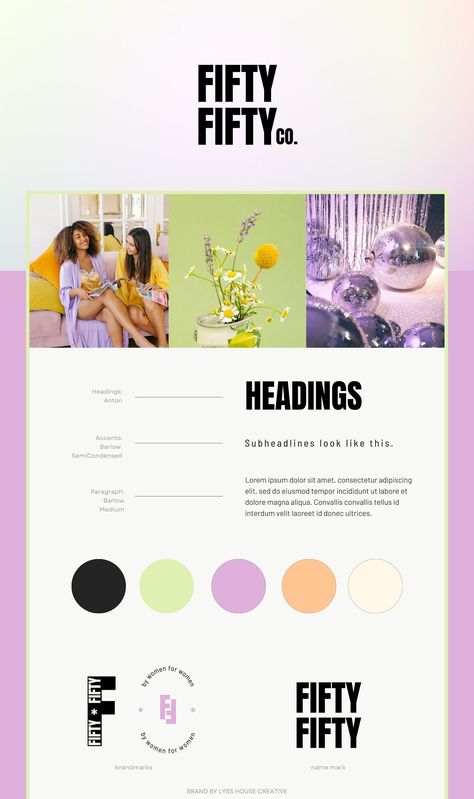 FIFTY
FIFTY CO.
Headings:
Anton
HEADINGS
Accents:
Barlow
SemiCondensed
Subheadlines look like this.
Paragraph:
Barlow
Medium
Lorem ipsum dolor sit amet, consectetur adipiscing
elit, sed do eiusmod tempor incididunt ut labore et
dolore magna aliqua. Convallis convallis tellus id
interdum velit laoreet id donec ultrices.
FIFTY * FIFTY
F
by women for women
FF
by women for women
FIFTY
FIFTY
brandmarks
name mark
BRAND BY LYSS HOUSE CREATIVE